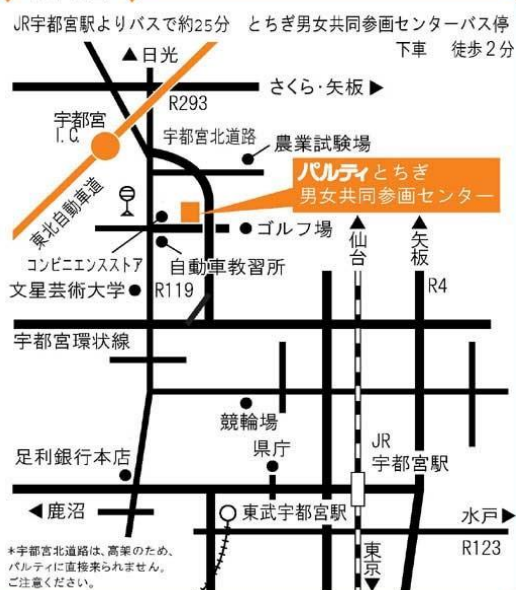 JR宇都宮駅よりバスで約25分 とちぎ男女共同参画センターバス停
下車 徒歩2分
▲日光
さくら・矢板▶
R293
宇都宮
I.C.
宇都宮北道路
農業試験場
パルティとちぎ
男女共同参画センター
東北自動車道
ゴルフ場
▲仙台
▲矢板
コンビニエンスストア
自動車教習所
文星芸術大学
R119
R4
宇都宮環状線
競輪場
県庁
JR
宇都宮駅
足利銀行本店
◀鹿沼
東武宇都宮駅
水戸▶
R123
東京▼
*宇都宮北道路は、高架のため、
パルティに直接来られません。
ご注意ください。